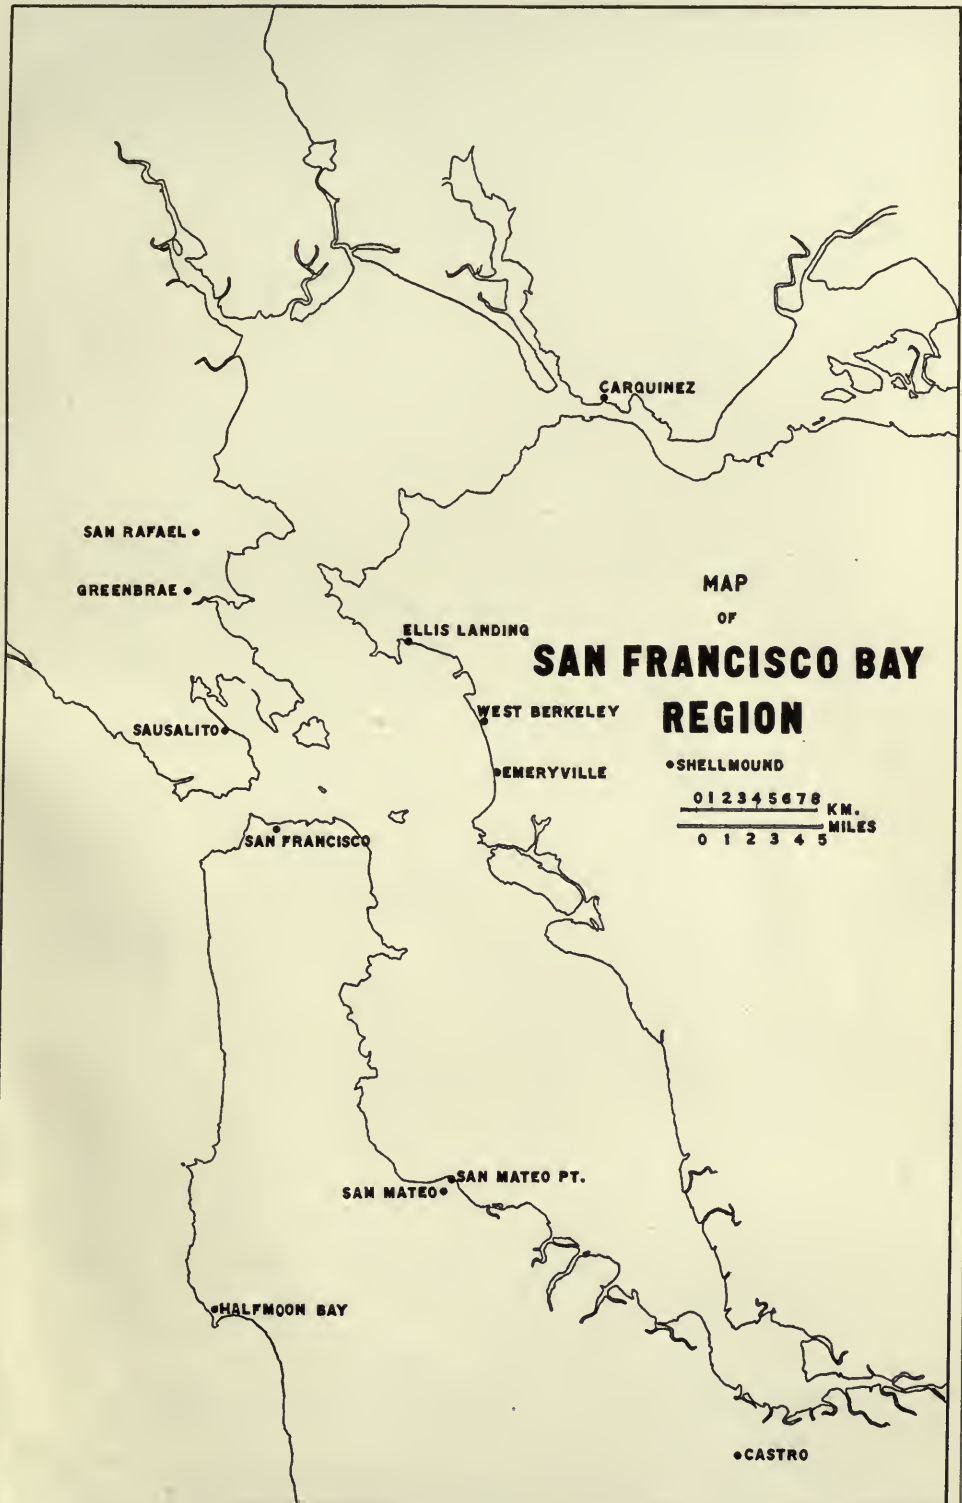 CARQUINEZ
SAN RAFAEL
GREENBRAE
ELLIS LANDING
MAP
OF
SAN FRANCISCO BAY
REGION
WEST BERKELEY
SAUSALITO
EMERYVILLE
SHELLMOUND
0 1 2 3 4 5 6 7 8 KM.
MILES
0 1 2 3 4 5
SAN FRANCISCO
SAN MATEO PT.
SAN MATEO
HALFMOON BAY
CASTRO